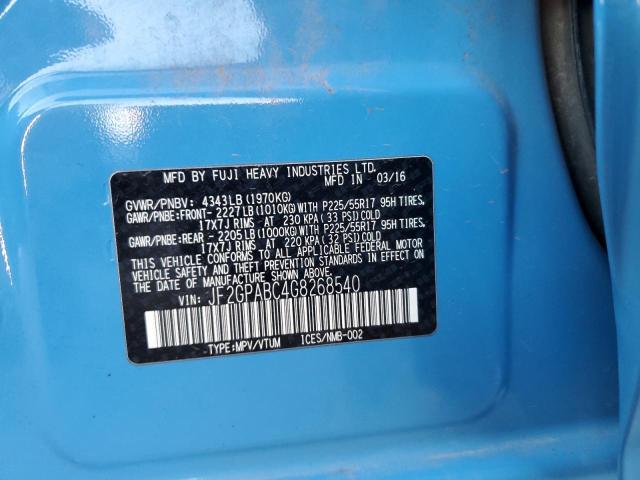 MFD BY FUJI HEAVY INDUSTRIES LTD.
MFD IN 03/16
GVWR/PNBV: 4343LB(1970KG)
GAWR/PNBE:FRONT- 2227LB(1010KG)WITH P225/55R17 95H TIRES,
17X7J RIMS AT 230 KPA(33 PSI)COLD
GAWR/PNBE:REAR - 2205LB(1000KG)WITH P225/55R17 95H TIRES,
17X7J RIMS AT 220 KPA(32 PSI)COLD
THIS VEHICLE CONFORMS TO ALL APPLICABLE FEDERAL MOTOR
VEHICLE SAFETY AND THEFT PREVENTION STANDARDS IN EFFECT ON
THE DATE OF MANUFACTURE SHOWN ABOVE.
VIN: JF2GPABC4G8268540
TYPE:MPV/VTUM ICES/NMB-002